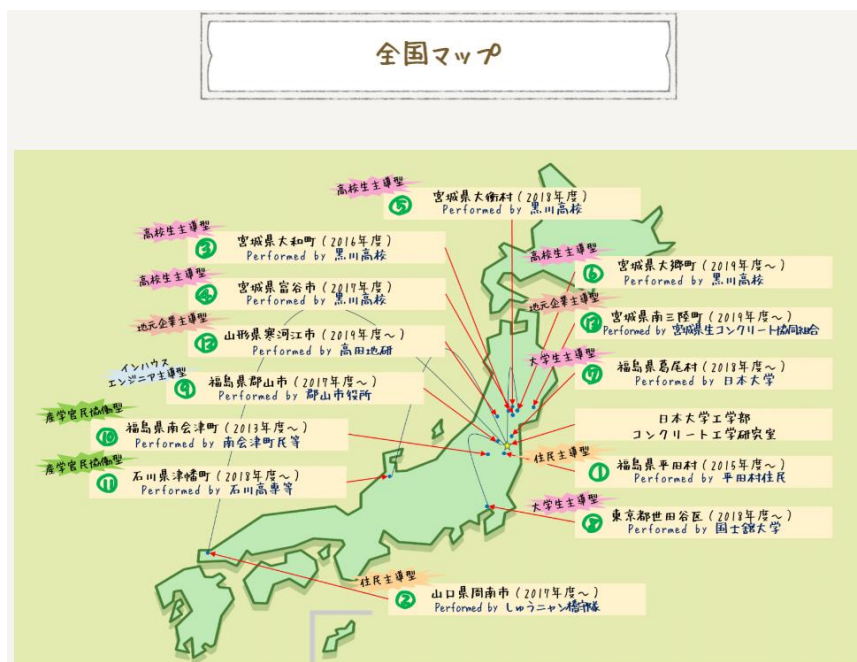 全国マップ
高校生主導型
⑤ 宮城県大衡村(2018年度)
Performed by 黒川高校
高校生主導型
③ 宮城県大和町(2016年度)
Performed by 黒川高校
高校生主導型
⑥ 宮城県大郷町(2019年度~)
Performed by 黒川高校
高校生主導型
④ 宮城県富谷市(2017年度)
Performed by 黒川高校
地元企業主導型
⑬ 宮城県南三陸町(2019年度~)
Performed by 宮城県生コンクリート協同組合
地元企業主導型
⑫ 山形県寒河江市(2019年度~)
Performed by 高田地研
大学生主導型
⑦ 福島県葛尾村(2018年度~)
Performed by 日本大学
インハウス
エンジニア主導型
⑨ 福島県郡山市(2017年度~)
Performed by 郡山市役所
日本大学工学部
コンクリート工学研究室
産学官民協働型
⑩ 福島県南会津町(2013年度~)
Performed by 南会津町民等
住民主導型
① 福島県平田村(2015年度~)
Performed by 平田村住民
産学官民協働型
⑪ 石川県津幡町(2018年度~)
Performed by 石川高専等
大学生主導型
⑧ 東京都世田谷区(2018年度~)
Performed by 国士舘大学
住民主導型
② 山口県周南市(2017年度~)
Performed by しゅうニャン橋守隊